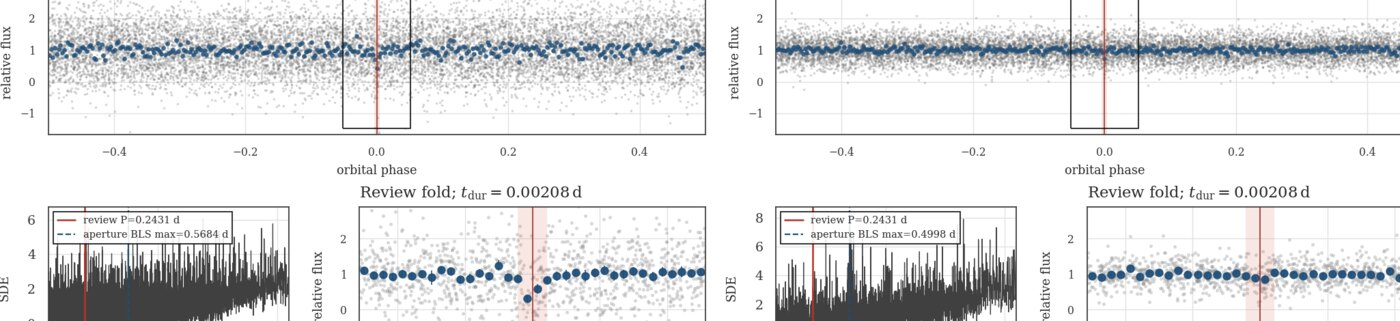 2
1
0
−1
relative flux
−0.4
−0.2
0.0
0.2
0.4
orbital phase
2
1
0
−1
relative flux
−0.4
−0.2
0.0
0.2
0.4
orbital phase
Review fold; t_dur = 0.00208 d
Review fold; t_dur = 0.00208 d
6
4
2
0
SDE
review P=0.2431 d
aperture BLS max=0.5684 d
2
1
0
relative flux
8
6
4
2
SDE
review P=0.2431 d
aperture BLS max=0.4998 d
2
1
0
relative flux